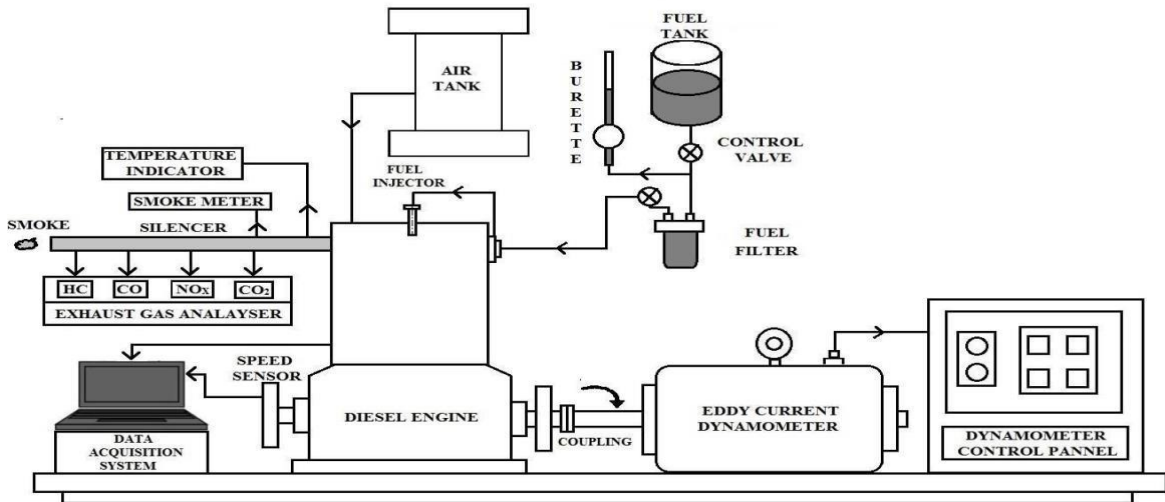 FUEL
TANK
AIR
TANK
BURETTE
CONTROL
VALVE
TEMPERATURE
INDICATOR
FUEL
INJECTOR
SMOKE METER
SMOKE
SILENCER
FUEL
FILTER
HC CO NOX CO2
EXHAUST GAS ANALAYSER
SPEED
SENSOR
DIESEL ENGINE
COUPLING
EDDY CURRENT
DYNAMOMETER
DATA
ACQUISITION
SYSTEM
DYNAMOMETER
CONTROL PANNEL